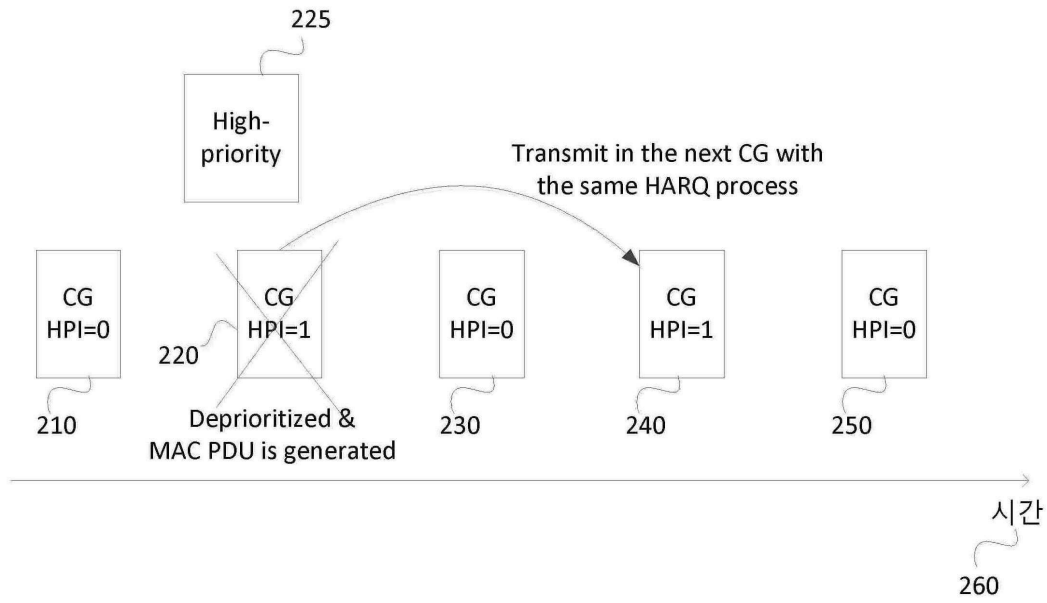 225
High-
priority
Transmit in the next CG with
the same HARQ process
CG
HPI=0
CG
HPI=1
CG
HPI=0
CG
HPI=1
CG
HPI=0
220
210
230
240
250
Deprioritized &
MAC PDU is generated
시간
260